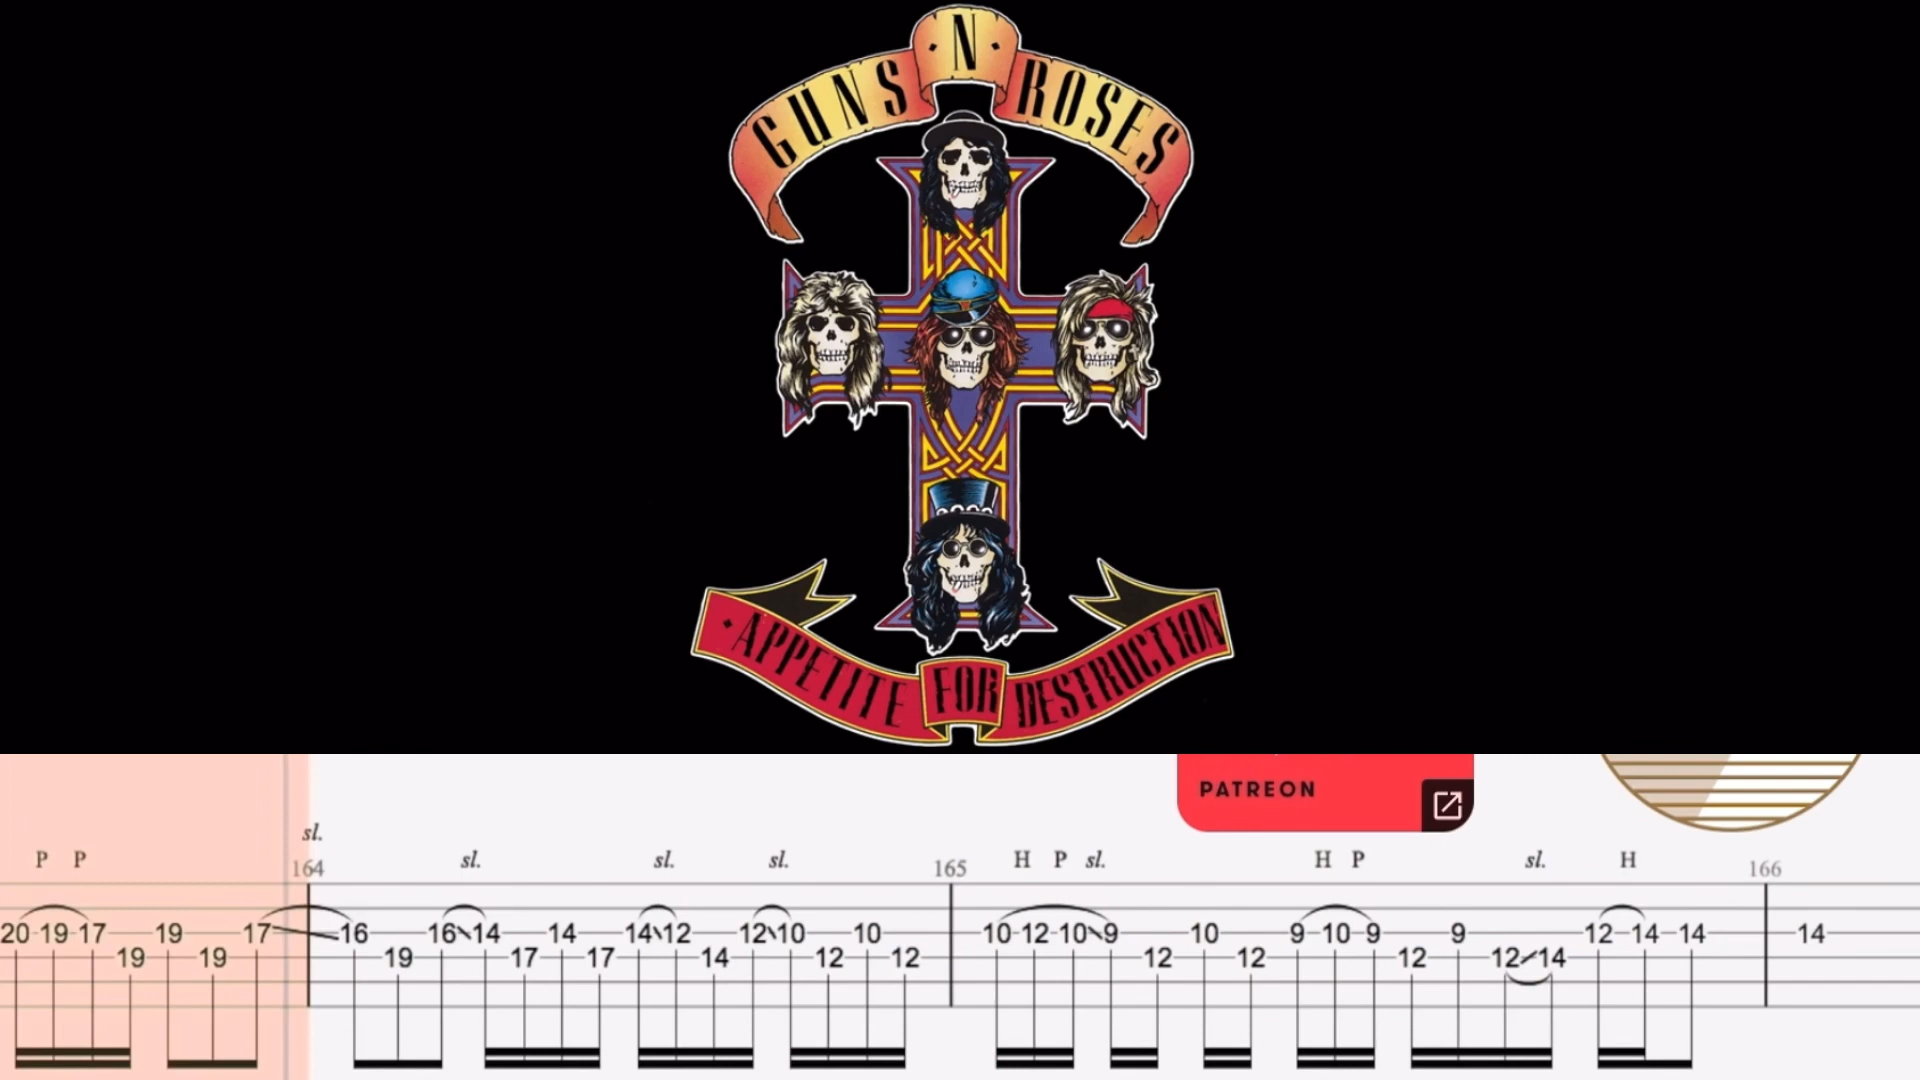 GUNS N ROSES
APPETITE FOR DESTRUCTION
PATREON
sl.
P P sl. sl. sl. H P sl. H P sl. H
164 165 166
20 19 17 19 17 16 16 14 14 14 12 12 10 10 10 12 10 9 10 9 10 9 9 12 14 14 14
19 19 19 17 17 14 12 12 12 12 12 12 14